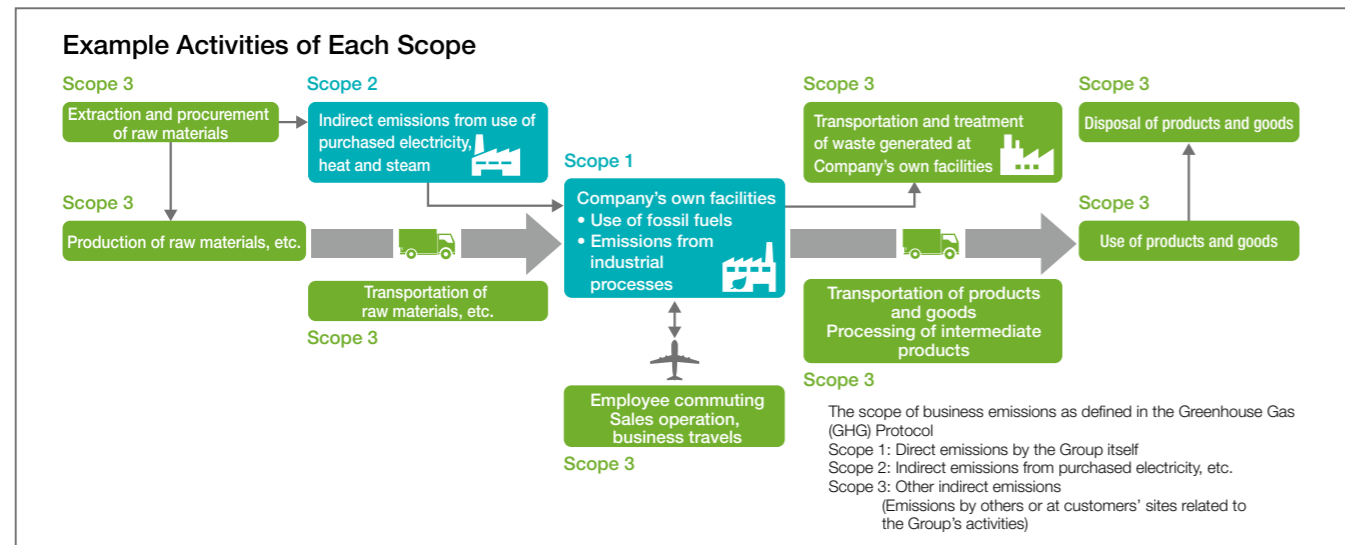 Example Activities of Each Scope
Scope 3
Extraction and procurement
of raw materials
Scope 2
Indirect emissions from use of
purchased electricity,
heat and steam
Scope 3
Production of raw materials, etc.
Transportation of
raw materials, etc.
Scope 3
Scope 1
Company's own facilities
• Use of fossil fuels
• Emissions from
industrial
processes
Employee commuting
Sales operation,
business travels
Scope 3
Scope 3
Transportation and treatment
of waste generated at
Company's own facilities
Transportation of products
and goods
Processing of intermediate
products
Scope 3
Scope 3
Disposal of products and goods
Scope 3
Use of products and goods
The scope of business emissions as defined in the Greenhouse Gas
(GHG) Protocol
Scope 1: Direct emissions by the Group itself
Scope 2: Indirect emissions from purchased electricity, etc.
Scope 3: Other indirect emissions
(Emissions by others or at customers' sites related to
the Group's activities)